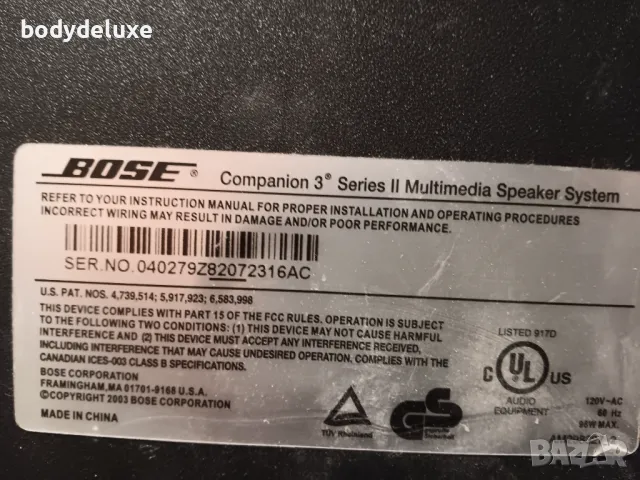 bodydeluxe
BOSE ® Companion 3® Series II Multimedia Speaker System
REFER TO YOUR INSTRUCTION MANUAL FOR PROPER INSTALLATION AND OPERATING PROCEDURES
INCORRECT WIRING MAY RESULT IN DAMAGE AND/OR POOR PERFORMANCE.
SER.NO.040279Z82072316AC
U.S. PAT. NOS. 4,739,514; 5,917,923; 6,583,998
THIS DEVICE COMPLIES WITH PART 15 OF THE FCC RULES. OPERATION IS SUBJECT
TO THE FOLLOWING TWO CONDITIONS: (1) THIS DEVICE MAY NOT CAUSE HARMFUL
INTERFERENCE AND (2) THIS DEVICE MUST ACCEPT ANY INTERFERENCE RECEIVED,
INCLUDING INTERFERENCE THAT MAY CAUSE UNDESIRED OPERATION. COMPLIES WITH THE
CANADIAN ICES-003 CLASS B SPECIFICATIONS.
BOSE CORPORATION
FRAMINGHAM, MA 01701-9168 U.S.A.
©COPYRIGHT 2003 BOSE CORPORATION
MADE IN CHINA
TÜV Rheinland
GS
LISTED 917D
C UL ® US
AUDIO
EQUIPMENT
120V~AC
60 Hz
90W MAX.
BAZAR